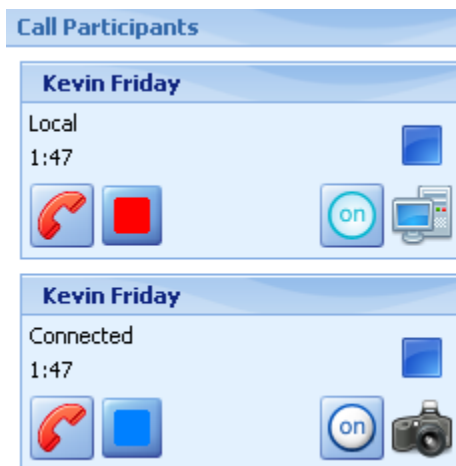 Call Participants
Kevin Friday
Local
1:47
on
Kevin Friday
Connected
1:47
on